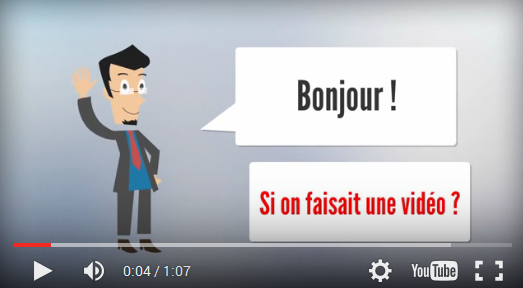 Bonjour !
Si on faisait une vidéo ?
0:04 / 1:07
YouTube